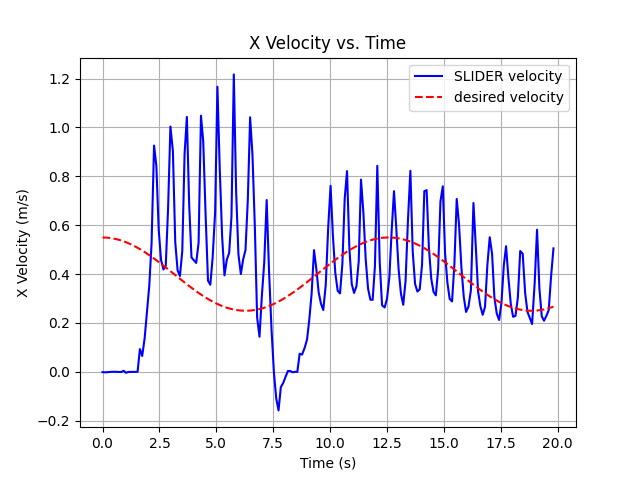 X Velocity vs. Time
SLIDER velocity
desired velocity
X Velocity (m/s)
1.2
1.0
0.8
0.6
0.4
0.2
0.0
−0.2
0.0 2.5 5.0 7.5 10.0 12.5 15.0 17.5 20.0
Time (s)